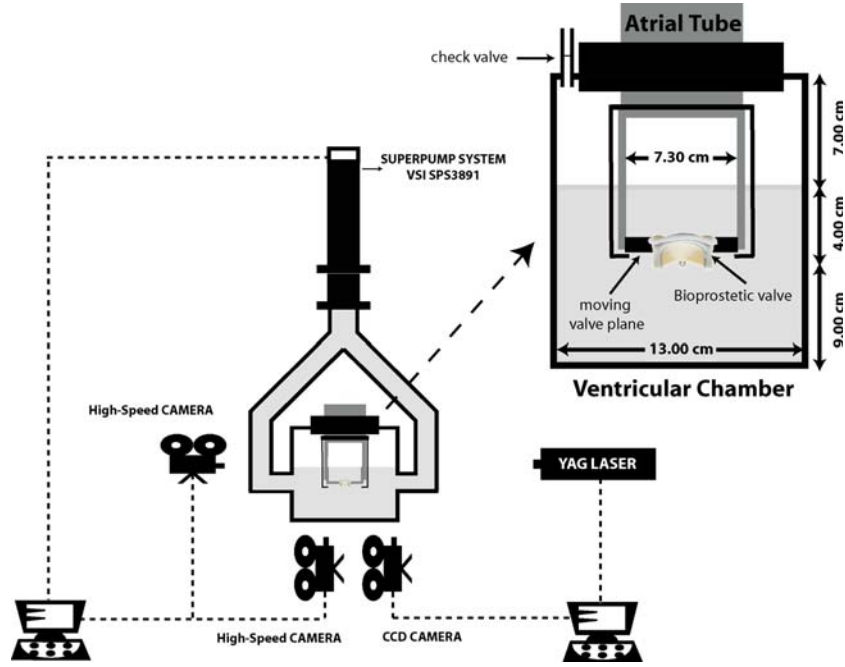 Atrial Tube
check valve
7.00 cm
SUPERPUMP SYSTEM
VSI SPS3891
7.30 cm
4.00 cm
moving
valve plane
Bioprostetic valve
9.00 cm
13.00 cm
Ventricular Chamber
High-Speed CAMERA
YAG LASER
High-Speed CAMERA
CCD CAMERA